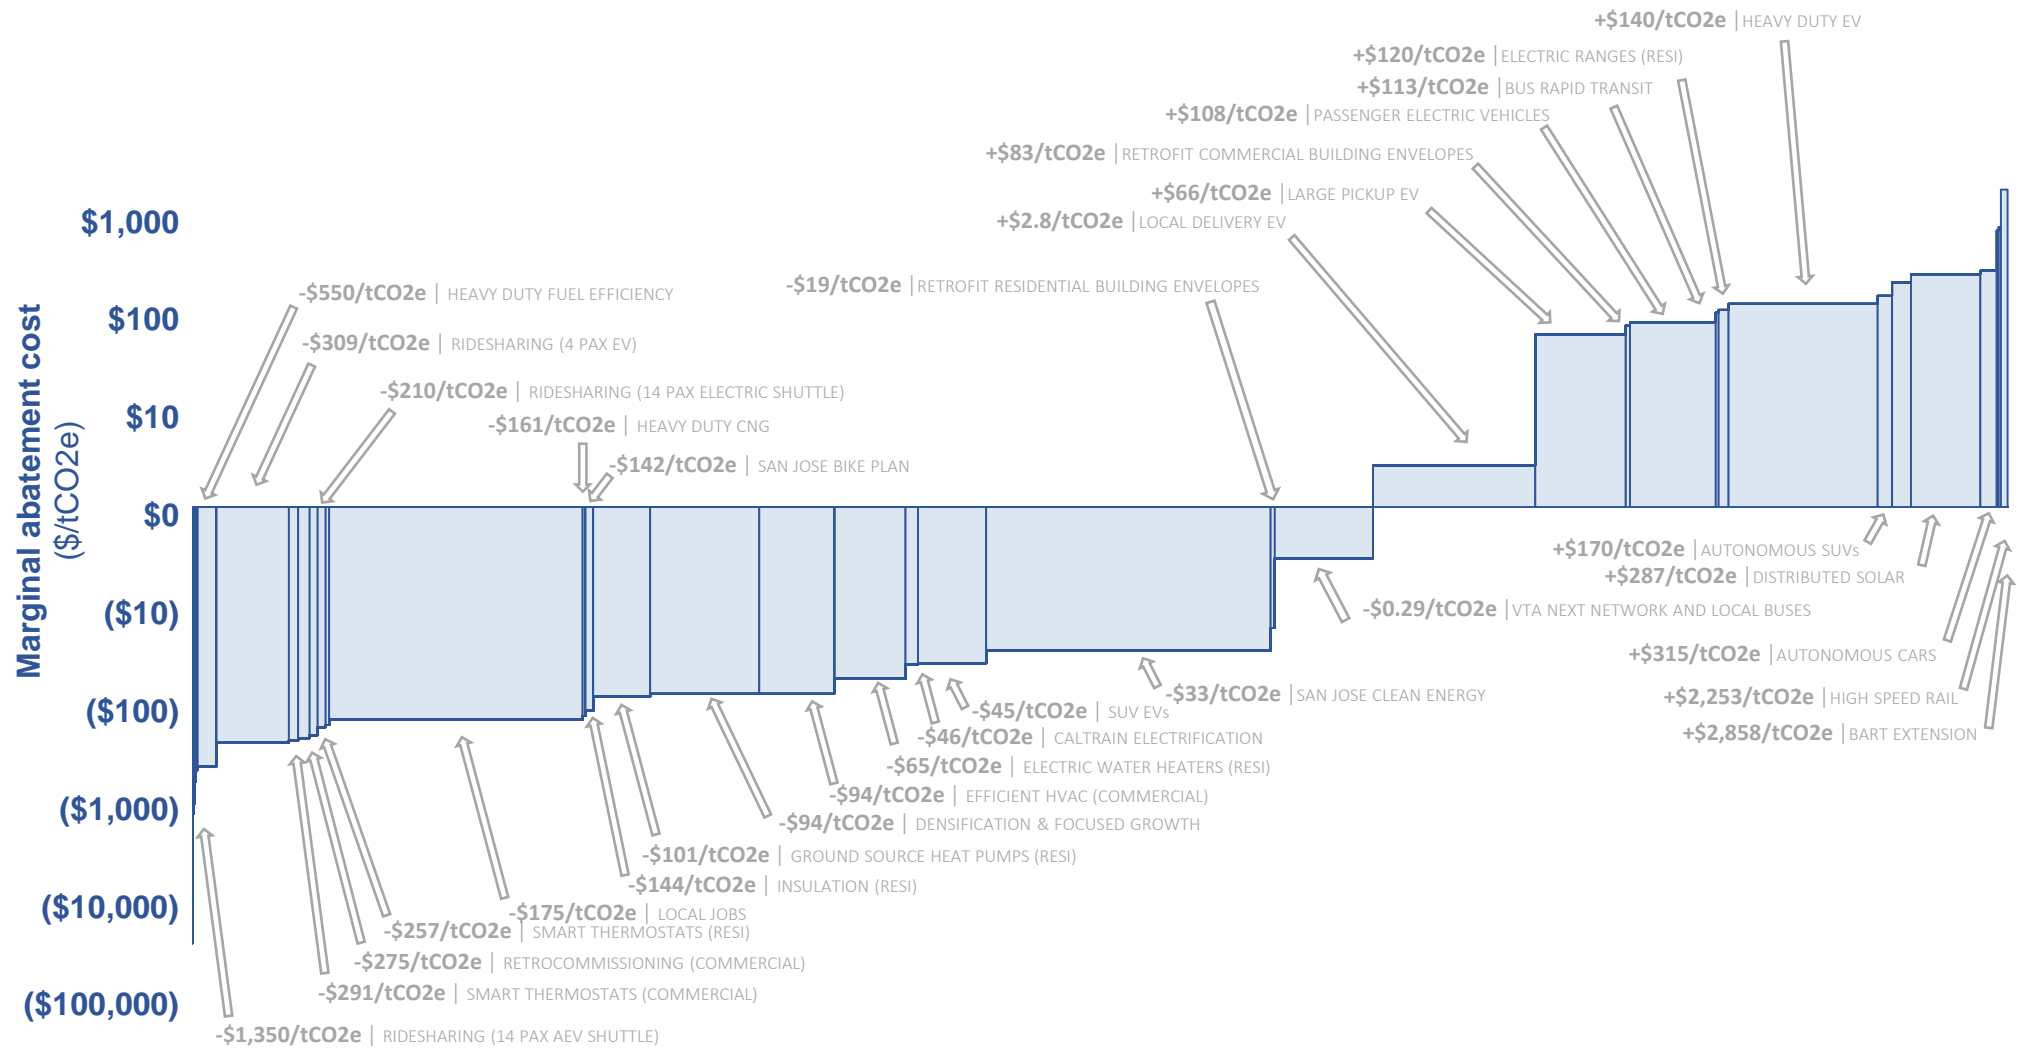 +$140/tCO2e | HEAVY DUTY EV
+$120/tCO2e | ELECTRIC RANGES (RESI)
+$113/tCO2e | BUS RAPID TRANSIT
+$108/tCO2e | PASSENGER ELECTRIC VEHICLES
+$83/tCO2e | RETROFIT COMMERCIAL BUILDING ENVELOPES
+$66/tCO2e | LARGE PICKUP EV
+$2.8/tCO2e | LOCAL DELIVERY EV
-$19/tCO2e | RETROFIT RESIDENTIAL BUILDING ENVELOPES
-$550/tCO2e | HEAVY DUTY FUEL EFFICIENCY
-$309/tCO2e | RIDESHARING (4 PAX EV)
-$210/tCO2e | RIDESHARING (14 PAX ELECTRIC SHUTTLE)
-$161/tCO2e | HEAVY DUTY CNG
-$142/tCO2e | SAN JOSE BIKE PLAN
Marginal abatement cost
($/tCO2e)
$1,000
$100
$10
$0
($10)
($100)
($1,000)
($10,000)
($100,000)
+$170/tCO2e | AUTONOMOUS SUVs
+$287/tCO2e | DISTRIBUTED SOLAR
-$0.29/tCO2e | VTA NEXT NETWORK AND LOCAL BUSES
+$315/tCO2e | AUTONOMOUS CARS
+$2,253/tCO2e | HIGH SPEED RAIL
+$2,858/tCO2e | BART EXTENSION
-$33/tCO2e | SAN JOSE CLEAN ENERGY
-$45/tCO2e | SUV EVs
-$46/tCO2e | CALTRAIN ELECTRIFICATION
-$65/tCO2e | ELECTRIC WATER HEATERS (RESI)
-$94/tCO2e | EFFICIENT HVAC (COMMERCIAL)
-$94/tCO2e | DENSIFICATION & FOCUSED GROWTH
-$101/tCO2e | GROUND SOURCE HEAT PUMPS (RESI)
-$144/tCO2e | INSULATION (RESI)
-$175/tCO2e | LOCAL JOBS
-$257/tCO2e | SMART THERMOSTATS (RESI)
-$275/tCO2e | RETROCOMMISSIONING (COMMERCIAL)
-$291/tCO2e | SMART THERMOSTATS (COMMERCIAL)
-$1,350/tCO2e | RIDESHARING (14 PAX AEV SHUTTLE)